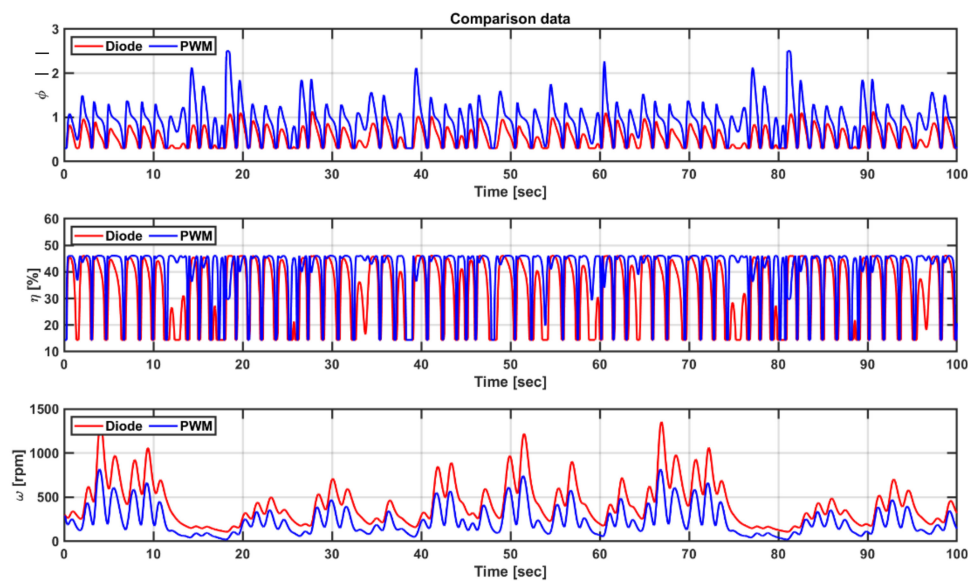 Comparison data
Diode PWM
| ϕ |
3
2
1
0
0 10 20 30 40 50 60 70 80 90 100
Time [sec]
Diode PWM
η [%]
60
50
40
30
20
10
0 10 20 30 40 50 60 70 80 90 100
Time [sec]
Diode PWM
ω [rpm]
1500
1000
500
0
0 10 20 30 40 50 60 70 80 90 100
Time [sec]